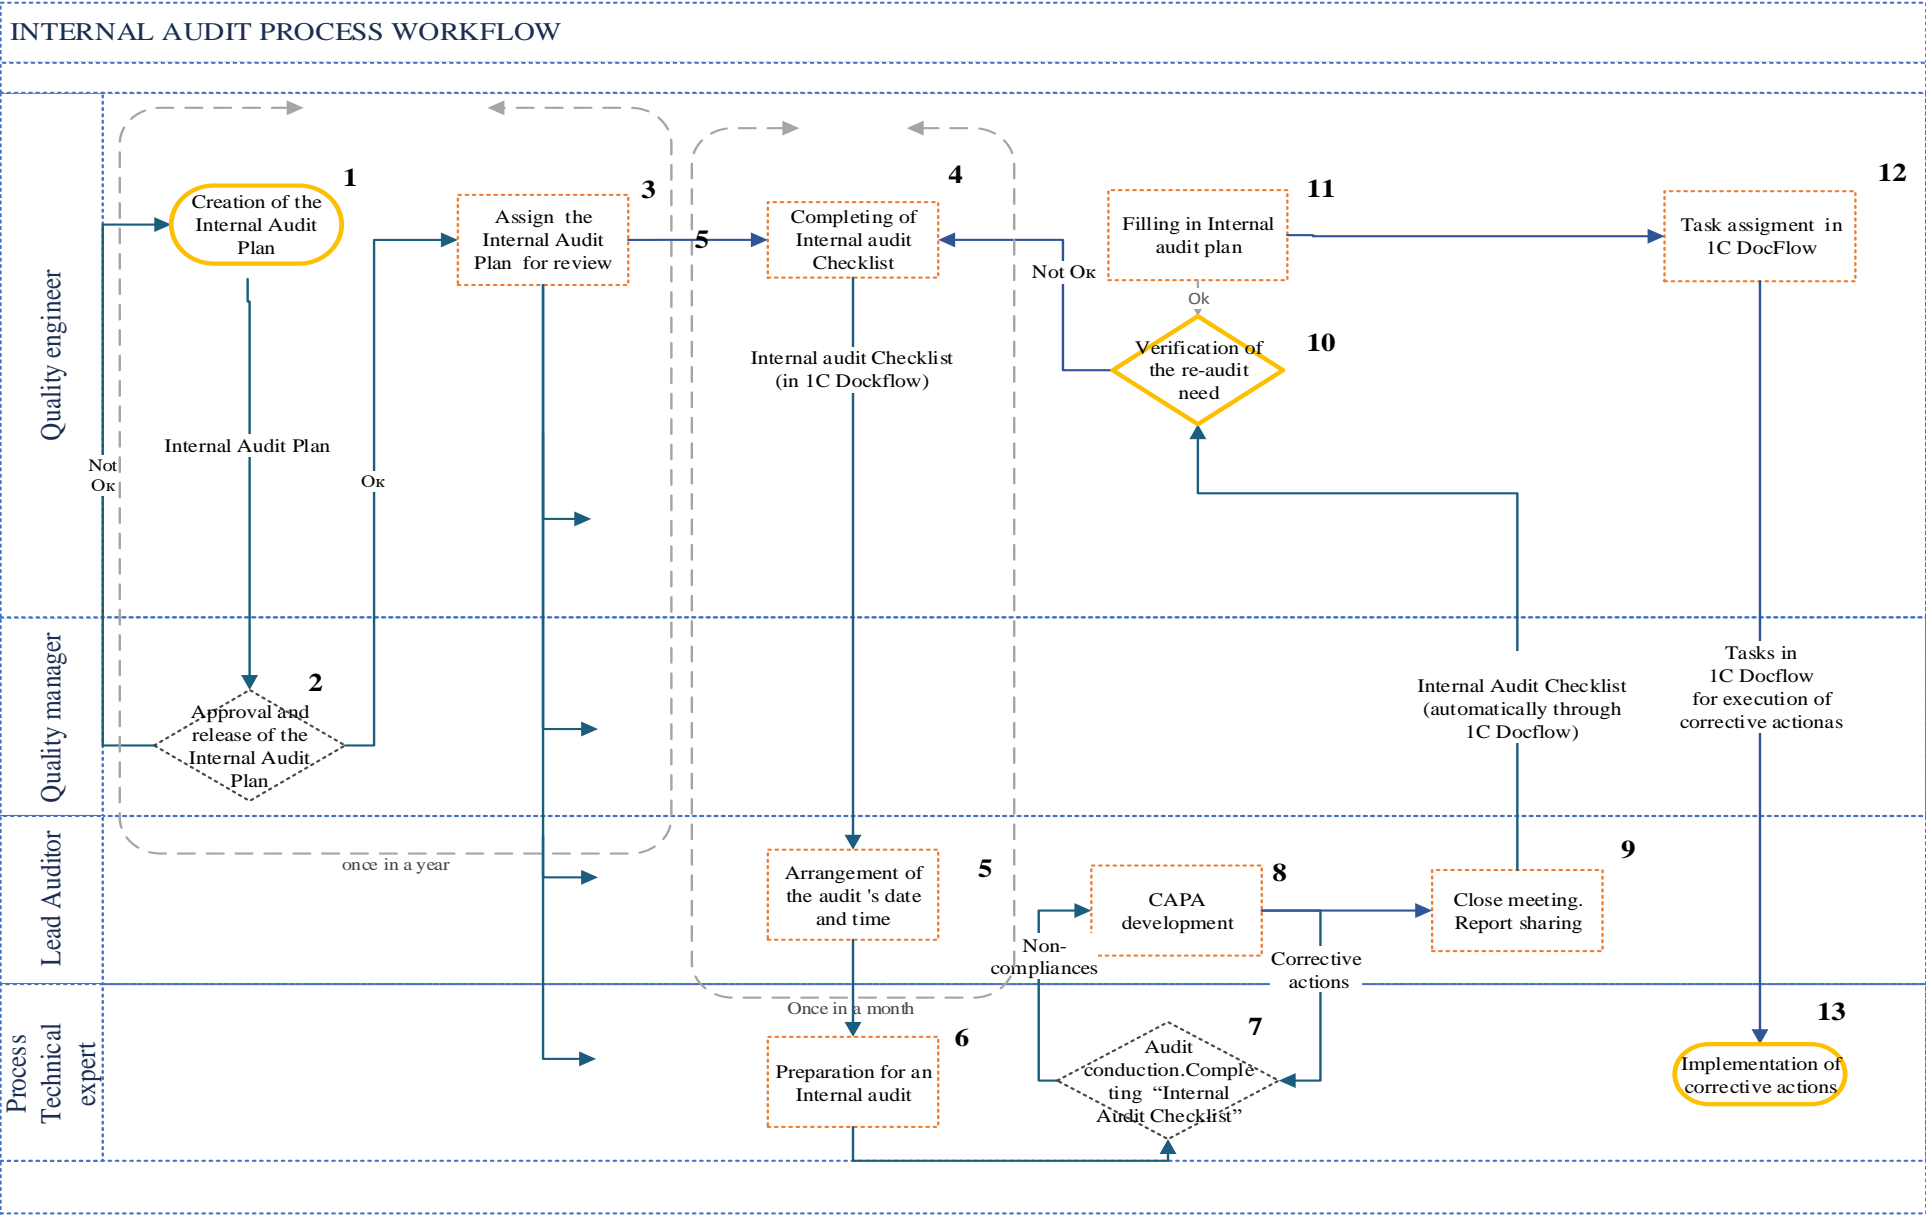 INTERNAL AUDIT PROCESS WORKFLOW
Quality engineer
1
Creation of the
Internal Audit
Plan
3
Assign the
Internal Audit
Plan for review
5
4
Completing of
Internal audit
Checklist
11
Filling in Internal
audit plan
12
Task assigment in
1C DocFlow
Not Ок
Ok
10
Verification of
the re-audit
need
Internal audit Checklist
(in 1C Dockflow)
Internal Audit Plan
Not
Ок
Ок
Quality manager
2
Approval and
release of the
Internal Audit
Plan
Internal Audit Checklist
(automatically through
1C Docflow)
Tasks in
1C Docflow
for execution of
corrective actionas
Lead Auditor
once in a year
5
Arrangement of
the audit 's date
and time
8
CAPA
development
9
Close meeting.
Report sharing
Non-
compliances
Corrective
actions
Process
Technical
expert
Once in a month
6
Preparation for an
Internal audit
7
Audit
conduction.Comple
ting “Internal
Audit Checklist”
13
Implementation of
corrective actions